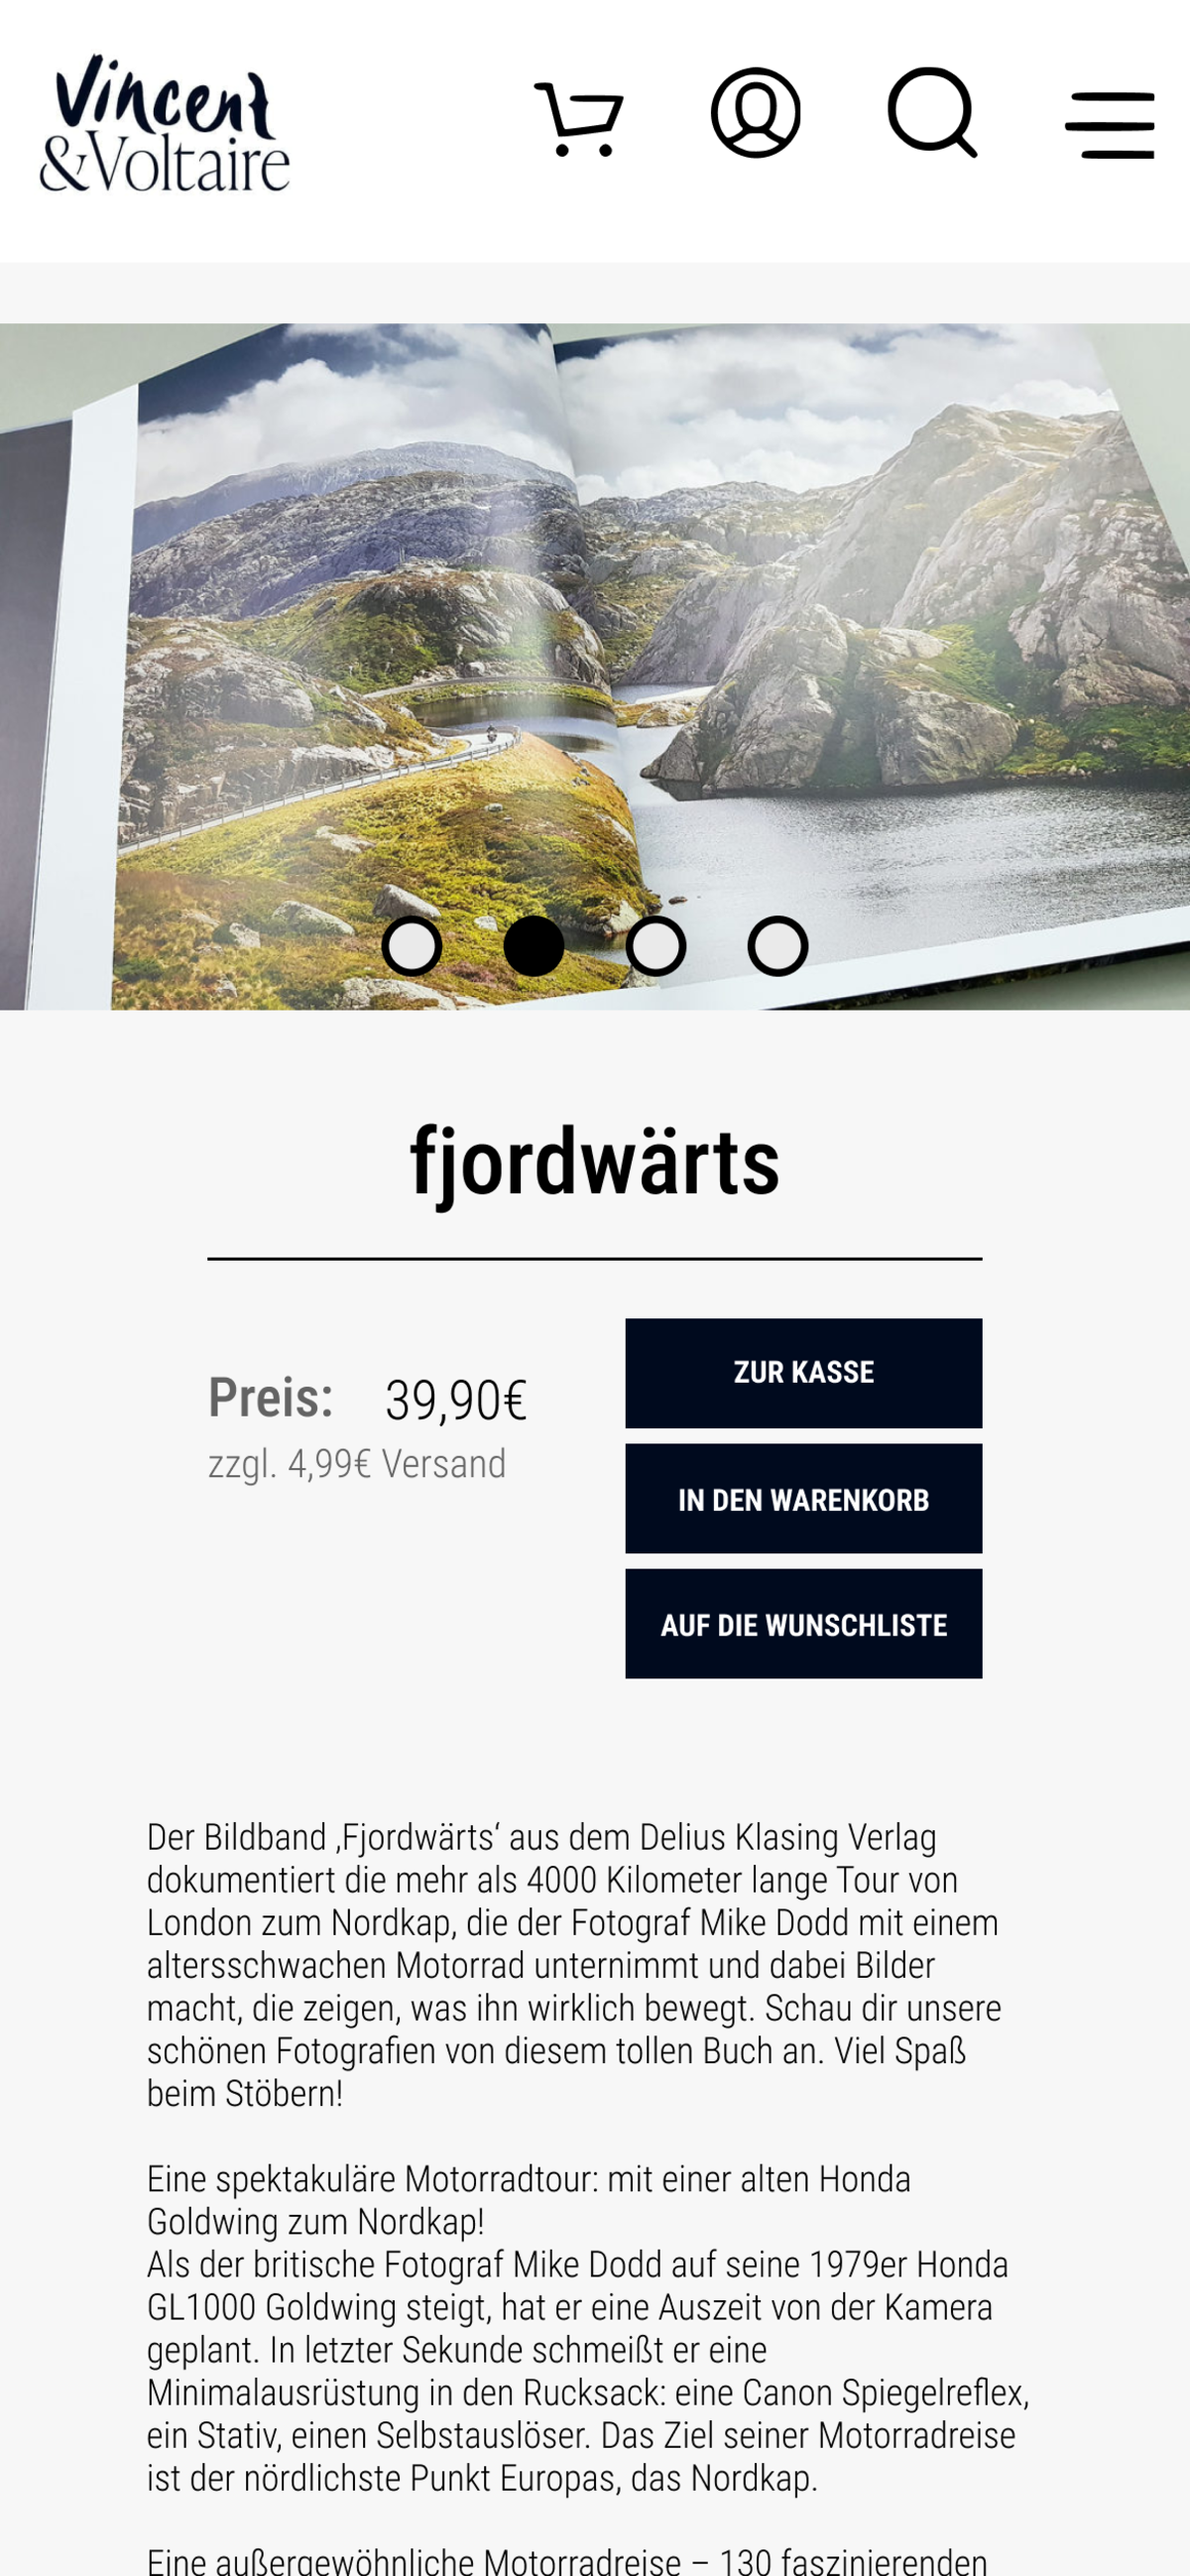 Vincent
&Voltaire
fjordwärts
Preis: 39,90€
zzgl. 4,99€ Versand
ZUR KASSE
IN DEN WARENKORB
AUF DIE WUNSCHLISTE
Der Bildband ‚Fjordwärts‘ aus dem Delius Klasing Verlag
dokumentiert die mehr als 4000 Kilometer lange Tour von
London zum Nordkap, die der Fotograf Mike Dodd mit einem
altersschwachen Motorrad unternimmt und dabei Bilder
macht, die zeigen, was ihn wirklich bewegt. Schau dir unsere
schönen Fotografien von diesem tollen Buch an. Viel Spaß
beim Stöbern!
Eine spektakuläre Motorradtour: mit einer alten Honda
Goldwing zum Nordkap!
Als der britische Fotograf Mike Dodd auf seine 1979er Honda
GL1000 Goldwing steigt, hat er eine Auszeit von der Kamera
geplant. In letzter Sekunde schmeißt er eine
Minimalausrüstung in den Rucksack: eine Canon Spiegelreflex,
ein Stativ, einen Selbstauslöser. Das Ziel seiner Motorradreise
ist der nördlichste Punkt Europas, das Nordkap.
Eine außergewöhnliche Motorradreise – 130 faszinierenden